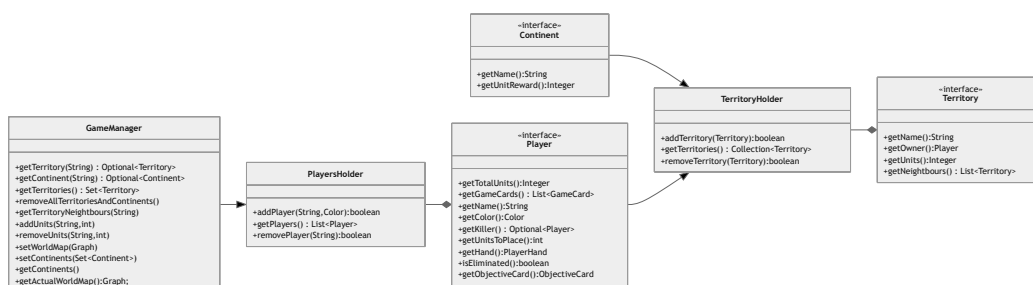 «interface»
Continent
+getName():String
+getUnitReward():Integer
GameManager
+getTerritory(String) : Optional<Territory>
+getContinent(String) : Optional<Continent>
+getTerritories() : Set<Territory>
+removeAllTerritoriesAndContinents()
+getTerritoryNeighbours(String)
+addUnits(String,int)
+removeUnits(String,int)
+setWorldMap(Graph)
+setContinents(Set<Continent>)
+getContinents()
+getActualWorldMap():Graph;
PlayersHolder
+addPlayer(String,Color):boolean
+getPlayers() : List<Player>
+removePlayer(String):boolean
«interface»
Player
+getTotalUnits():Integer
+getGameCards() : List<GameCard>
+getName():String
+getColor():Color
+getKiller() : Optional<Player>
+getUnitsToPlace():int
+getHand():PlayerHand
+isEliminated():boolean
+getObjectiveCard():ObjectiveCard
TerritoryHolder
+addTerritory(Territory):boolean
+getTerritories() : Collection<Territory>
+removeTerritory(Territory):boolean
«interface»
Territory
+getName():String
+getOwner():Player
+getUnits():Integer
+getNeighbours() : List<Territory>